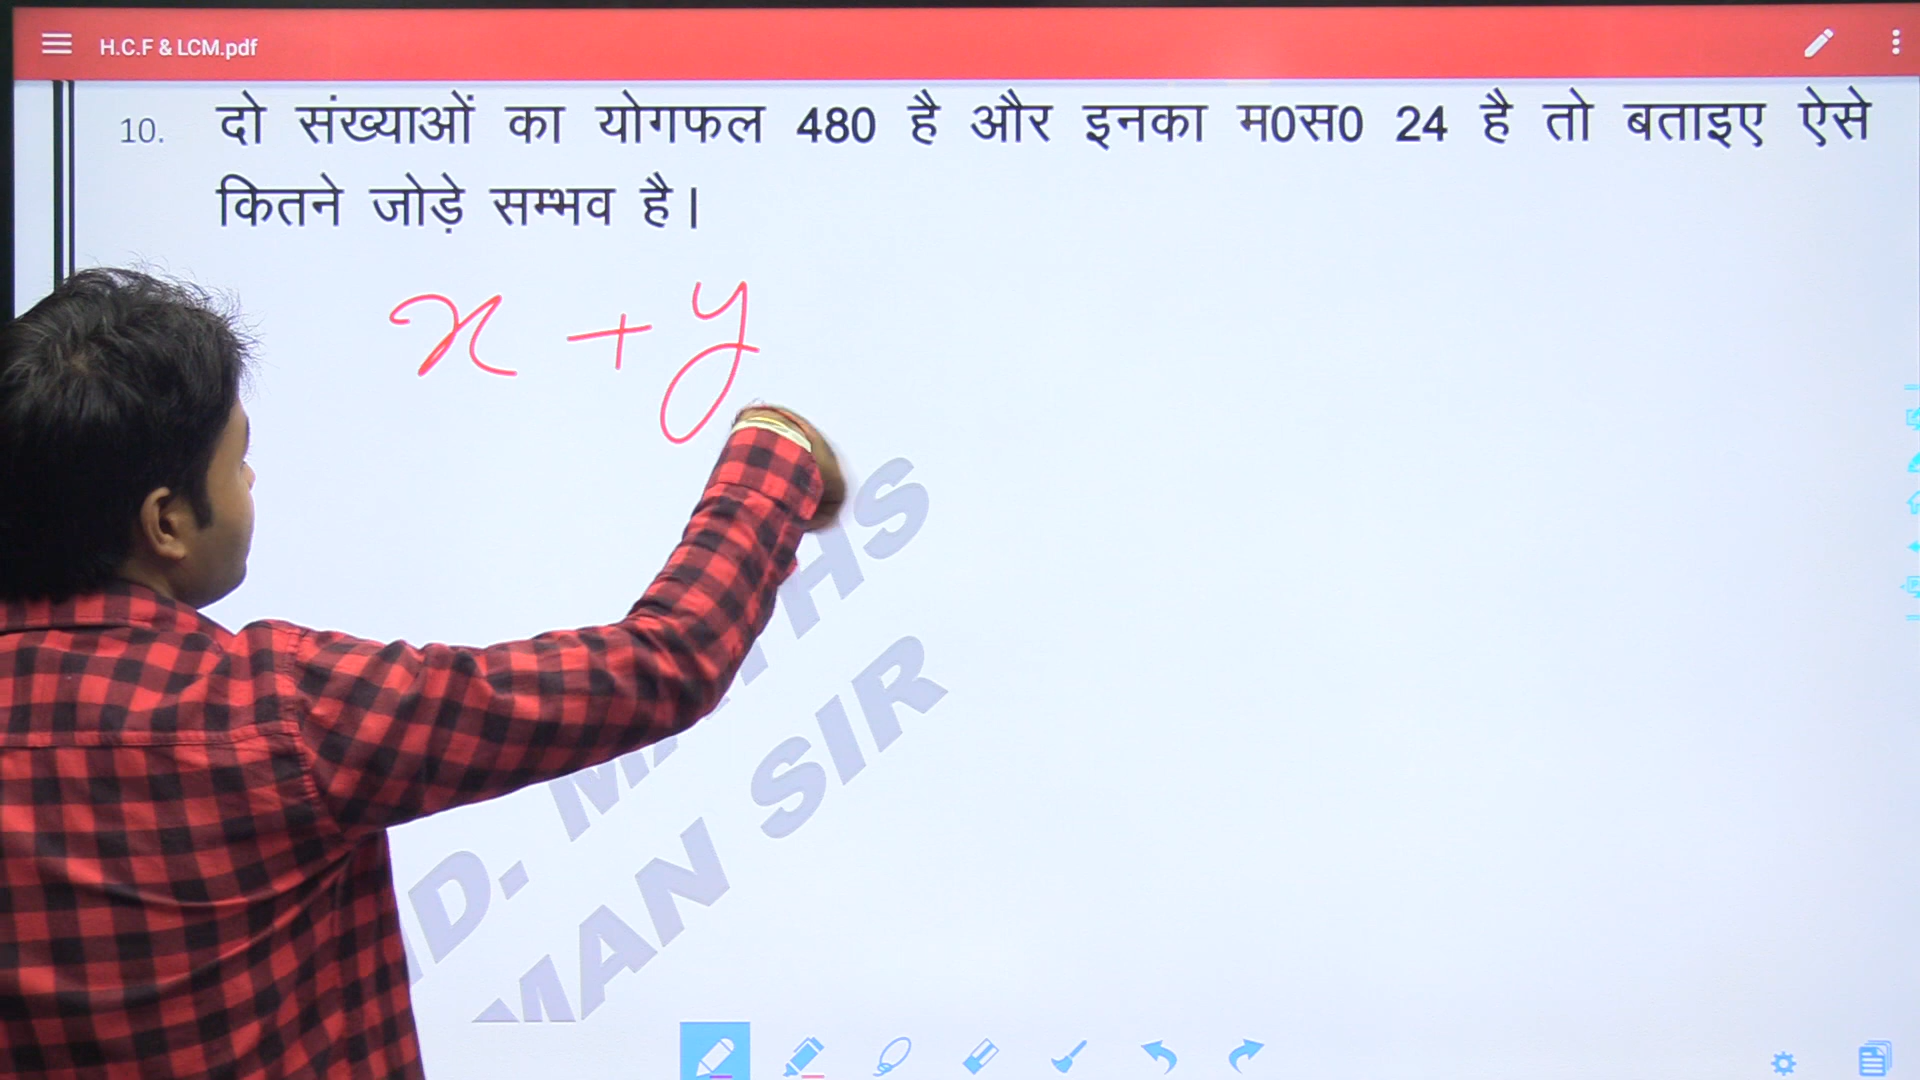 H.C.F & LCM.pdf
10. दो संख्याओं का योगफल 480 है और इनका म0स0 24 है तो बताइए ऐसे
कितने जोड़े सम्भव है।
x + y
MATHS
MAN SIR